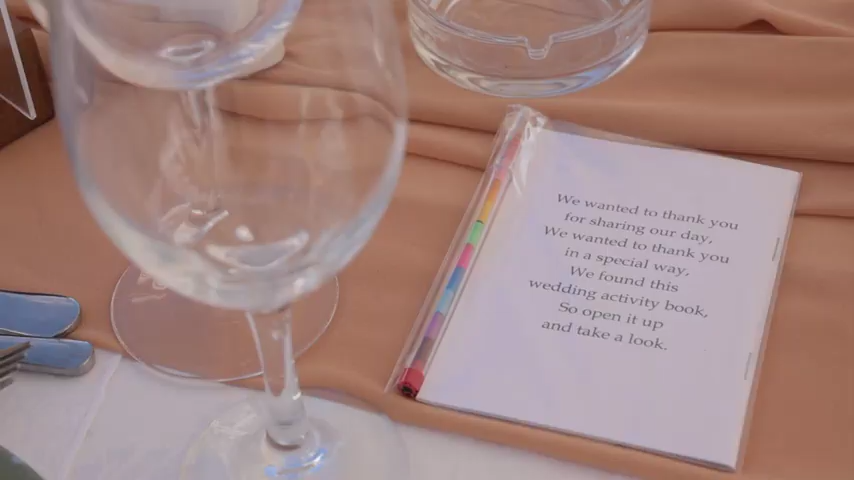 We wanted to thank you
for sharing our day,
We wanted to thank you
in a special way,
We found this
wedding activity book,
So open it up
and take a look.